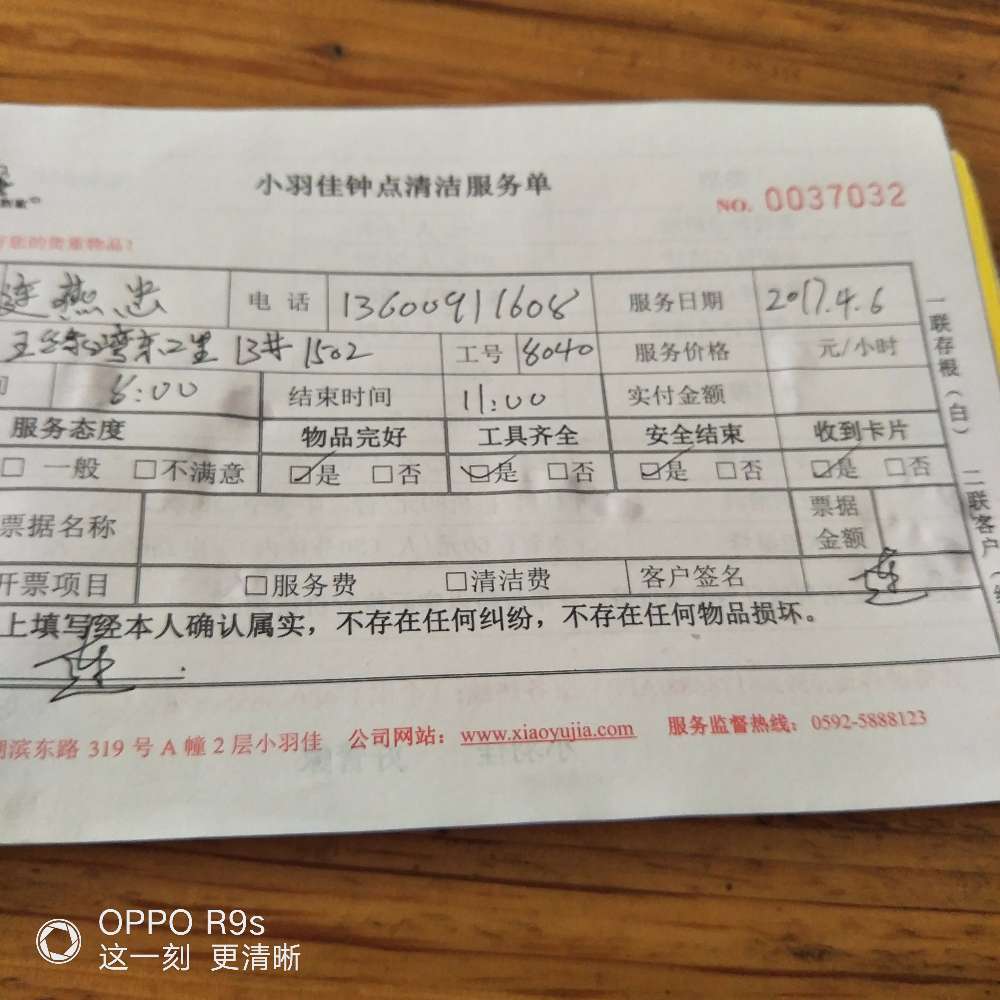 小羽佳钟点清洁服务单
NO. 0037032
的贵重物品?
电话 13600911608 服务日期 2017.4.6
13# 1502 工号 8040 服务价格 元/小时
8:00 结束时间 11:00 实付金额
服务态度 物品完好 工具齐全 安全结束 收到卡片
□ 一般 □不满意 ☑是 □否 ☑是 □否 ☑是 □否 ☑是 □否
票据名称 票据金额
开票项目 □服务费 □清洁费 客户签名 连
上填写经本人确认属实，不存在任何纠纷，不存在任何物品损坏。
连
湖滨东路 319 号 A 幢 2 层小羽佳 公司网站：www.xiaoyujia.com 服务监督热线：0592-5888123
一联存根（白） 二联客户
OPPO R9s
这一刻 更清晰